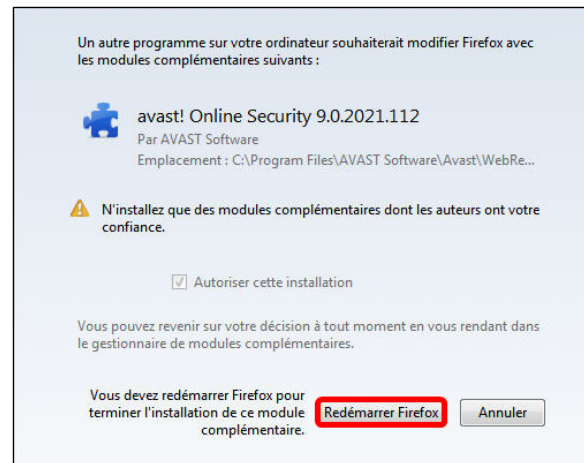 Un autre programme sur votre ordinateur souhaiterait modifier Firefox avec
les modules complémentaires suivants :
avast! Online Security 9.0.2021.112
Par AVAST Software
Emplacement : C:\Program Files\AVAST Software\Avast\WebRe...
N'installez que des modules complémentaires dont les auteurs ont votre
confiance.
Autoriser cette installation
Vous pouvez revenir sur votre décision à tout moment en vous rendant dans
le gestionnaire de modules complémentaires.
Vous devez redémarrer Firefox pour
terminer l'installation de ce module
complémentaire.
Redémarrer Firefox
Annuler